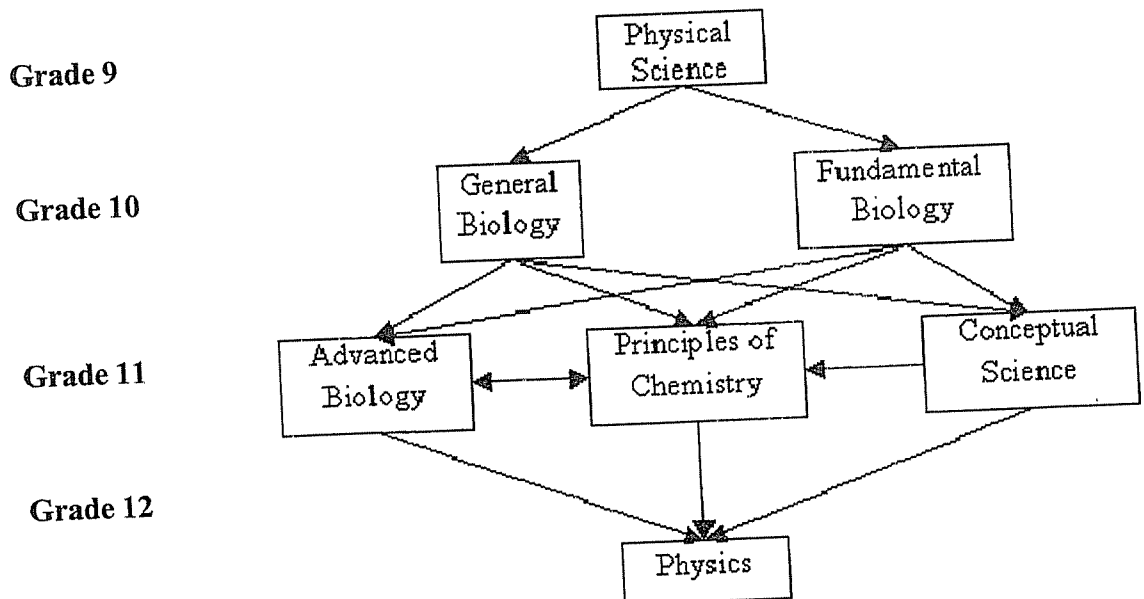 Grade 9
Physical
Science
Grade 10
General
Biology
Fundamental
Biology
Grade 11
Advanced
Biology
Principles of
Chemistry
Conceptual
Science
Grade 12
Physics